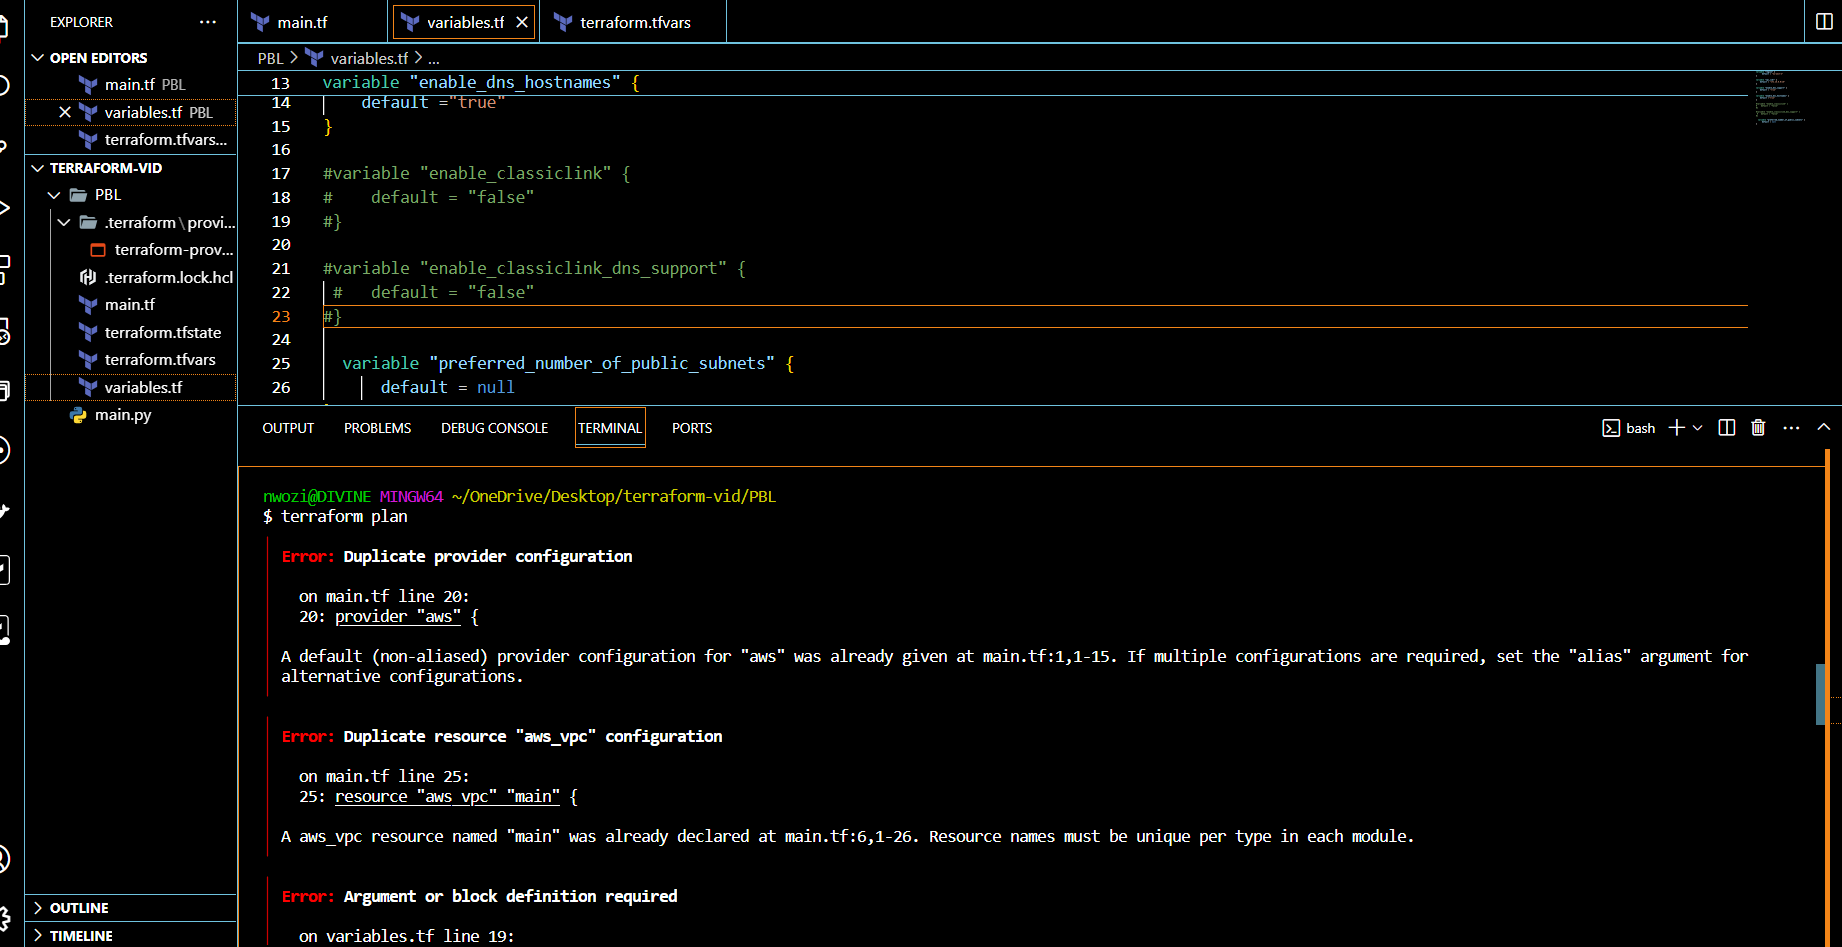 EXPLORER ···
OPEN EDITORS
main.tf PBL
variables.tf PBL
terraform.tfvars...
TERRAFORM-VID
PBL
.terraform\provi...
terraform-prov...
.terraform.lock.hcl
main.tf
terraform.tfstate
terraform.tfvars
variables.tf
main.py
OUTLINE
TIMELINE
main.tf
variables.tf
terraform.tfvars
PBL > variables.tf > ...
13 variable "enable_dns_hostnames" {
14 default ="true"
15 }
16
17 #variable "enable_classiclink" {
18 #    default = "false"
19 #}
20
21 #variable "enable_classiclink_dns_support" {
22 #   default = "false"
23 #}
24
25 variable "preferred_number_of_public_subnets" {
26 default = null
OUTPUT PROBLEMS DEBUG CONSOLE TERMINAL PORTS
bash
nwozi@DIVINE MINGW64 ~/OneDrive/Desktop/terraform-vid/PBL
$ terraform plan
Error: Duplicate provider configuration
on main.tf line 20:
20: provider "aws" {
A default (non-aliased) provider configuration for "aws" was already given at main.tf:1,1-15. If multiple configurations are required, set the "alias" argument for
alternative configurations.
Error: Duplicate resource "aws_vpc" configuration
on main.tf line 25:
25: resource "aws_vpc" "main" {
A aws_vpc resource named "main" was already declared at main.tf:6,1-26. Resource names must be unique per type in each module.
Error: Argument or block definition required
on variables.tf line 19: